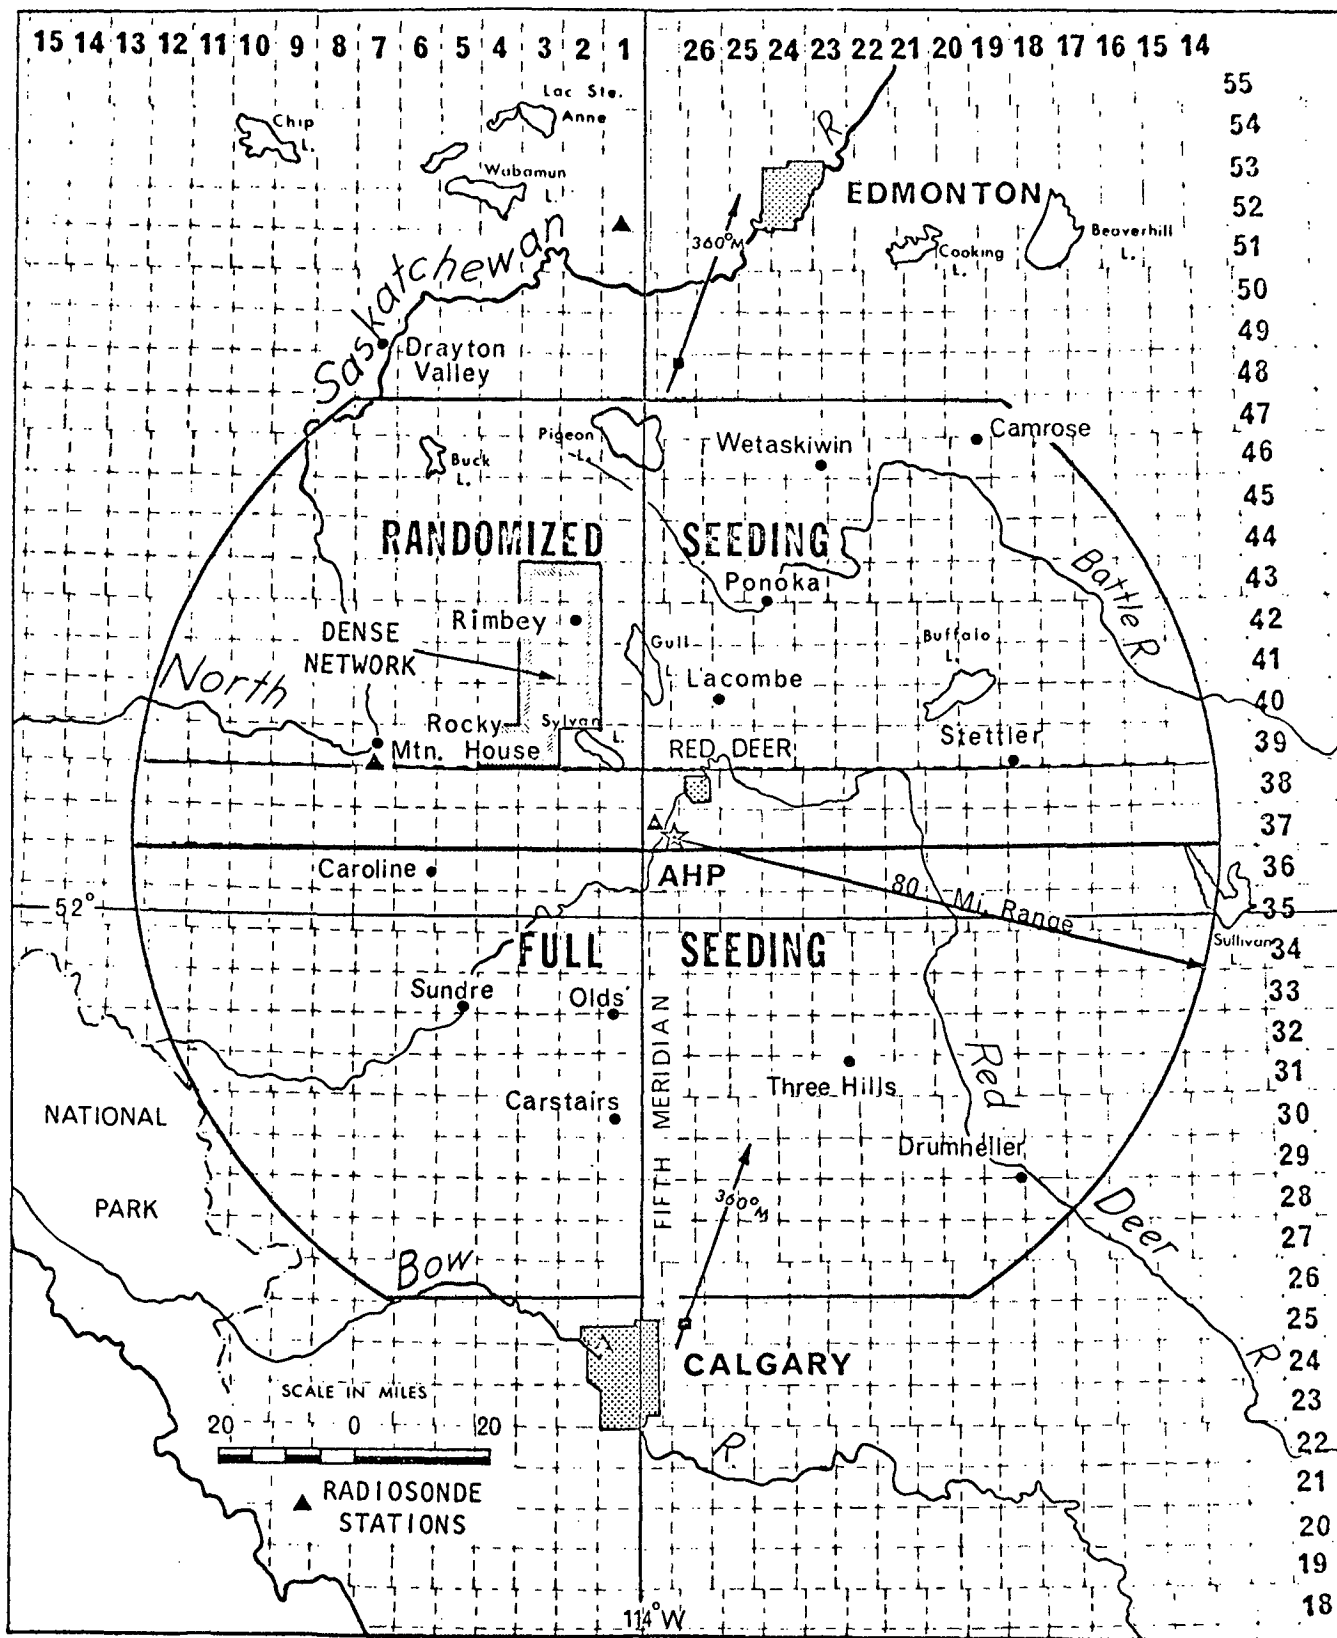 15 14 13 12 11 10 9 8 7 6 5 4 3 2 1 26 25 24 23 22 21 20 19 18 17 16 15 14
55
54
53
52
51
50
49
48
47
46
45
44
43
42
41
40
39
38
37
36
35
34
33
32
31
30
29
28
27
26
25
24
23
22
21
20
19
18
Lac Ste.
Anne
Chip
L.
Wabamun
L.
R.
EDMONTON
Beaverhill
L.
Cooking
L.
360°M
Saskatchewan
Drayton
Valley
Pigeon
L.
Buck
L.
Wetaskiwin
Camrose
RANDOMIZED SEEDING
Ponoka
Battle R
Rimbey
DENSE
NETWORK
Gull
L
Buffalo
L.
North
Lacombe
Rocky
Mtn. House
Sylvan
L.
RED DEER
Stettler
Caroline
AHP
80 Mi. Range
52°
Sullivan
L.
FULL SEEDING
Sundre
Olds
Three Hills
Red
Carstairs
FIFTH MERIDIAN
NATIONAL
PARK
Drumheller
360°M
Deer
R
Bow
CALGARY
R.
SCALE IN MILES
20 0 20
RADIOSONDE
STATIONS
114°W